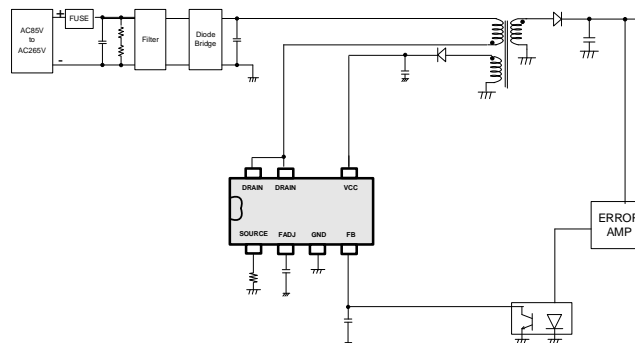 AC85V
to
AC265V
+
-
FUSE
Filter
Diode
Bridge
DRAIN
DRAIN
VCC
SOURCE
FADJ
GND
FB
ERROR
AMP